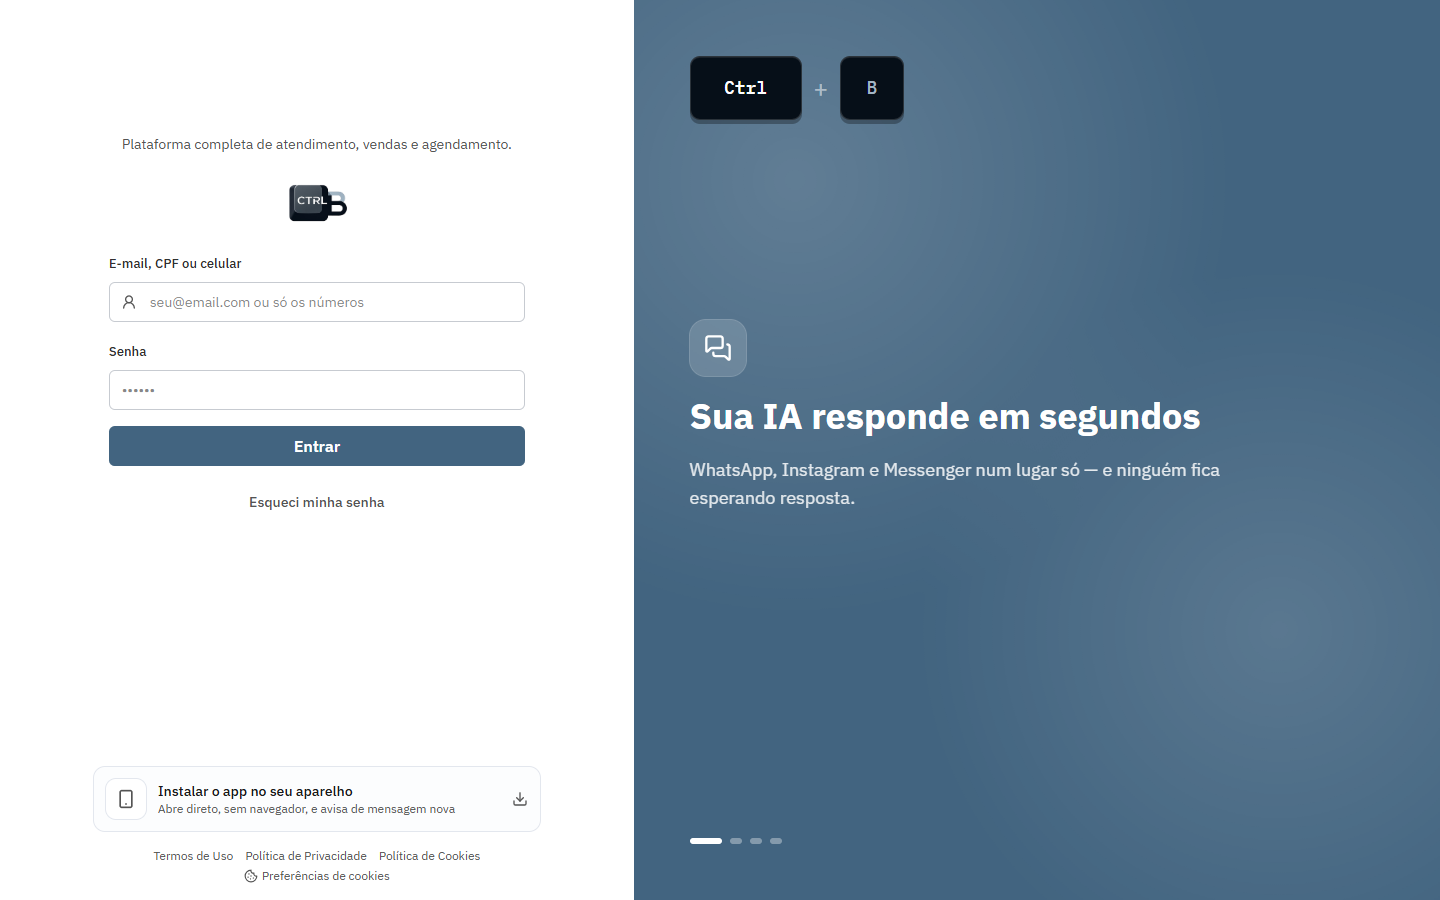 Plataforma completa de atendimento, vendas e agendamento.
CTRL B
E-mail, CPF ou celular
seu@email.com ou só os números
Senha
••••••
Entrar
Esqueci minha senha
Instalar o app no seu aparelho
Abre direto, sem navegador, e avisa de mensagem nova
Termos de Uso Política de Privacidade Política de Cookies
Preferências de cookies
Ctrl + B
Sua IA responde em segundos
WhatsApp, Instagram e Messenger num lugar só — e ninguém fica
esperando resposta.